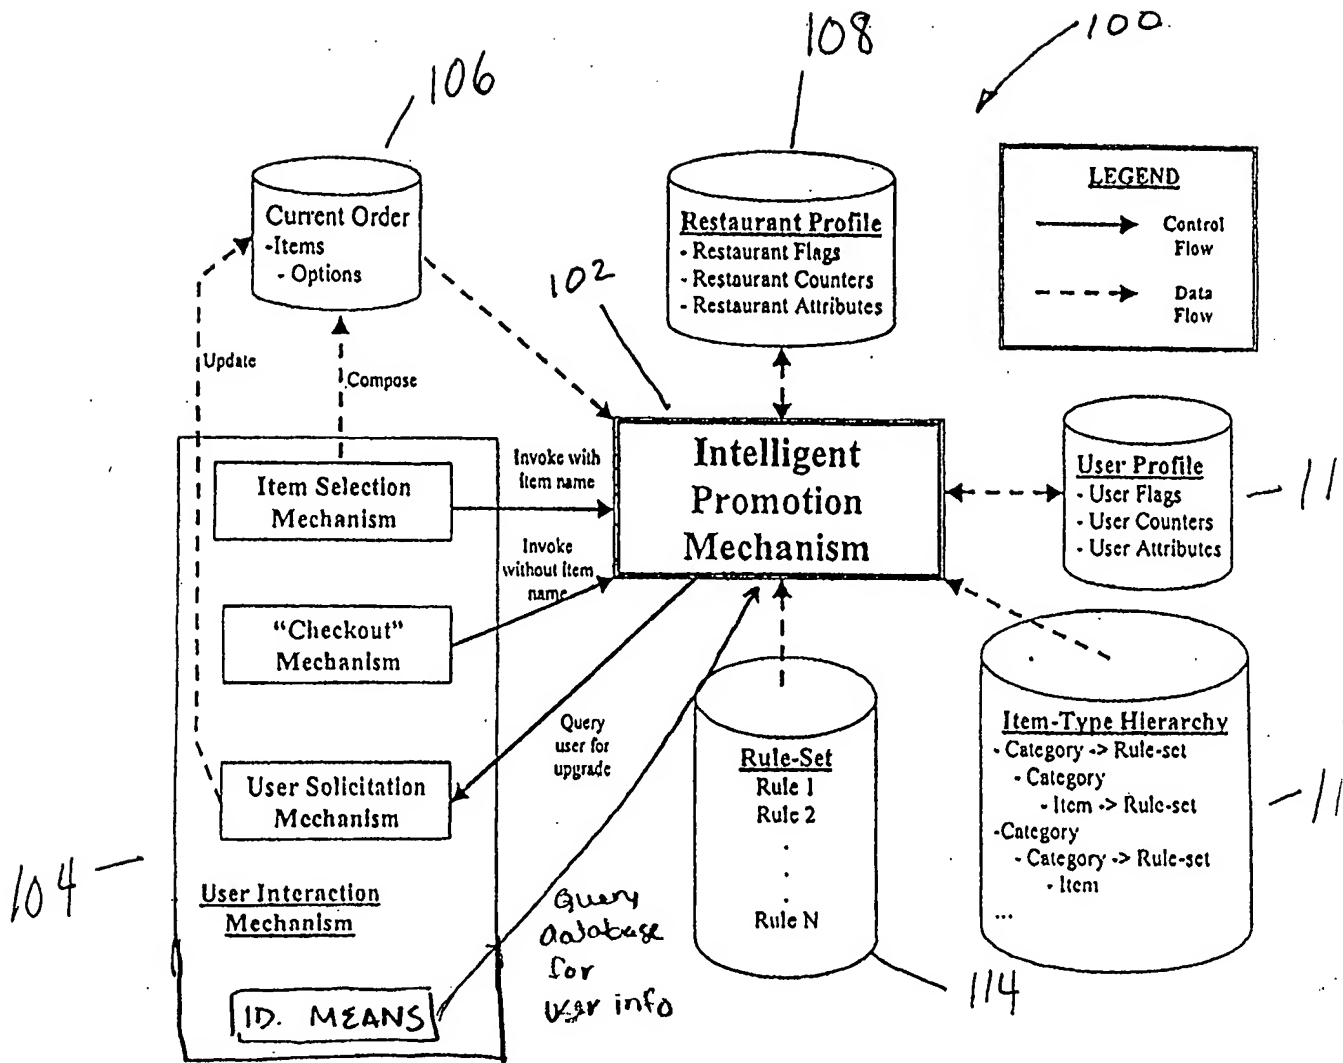 100
108
106
LEGEND
Control
Flow
Data
Flow
Current Order
-Items
- Options
Restaurant Profile
- Restaurant Flags
- Restaurant Counters
- Restaurant Attributes
102
Update
Compose
Item Selection
Mechanism
Invoke with
item name
Intelligent
Promotion
Mechanism
User Profile
- User Flags
- User Counters
- User Attributes
11
Invoke
without item
name
"Checkout"
Mechanism
Query
user for
upgrade
User Solicitation
Mechanism
Rule-Set
Rule 1
Rule 2
.
.
.
Rule N
Item-Type Hierarchy
- Category -> Rule-set
- Category
- Item -> Rule-set
-Category
- Category -> Rule-set
- Item
...
11
104
User Interaction
Mechanism
Query
database
for
user info
114
ID. MEANS